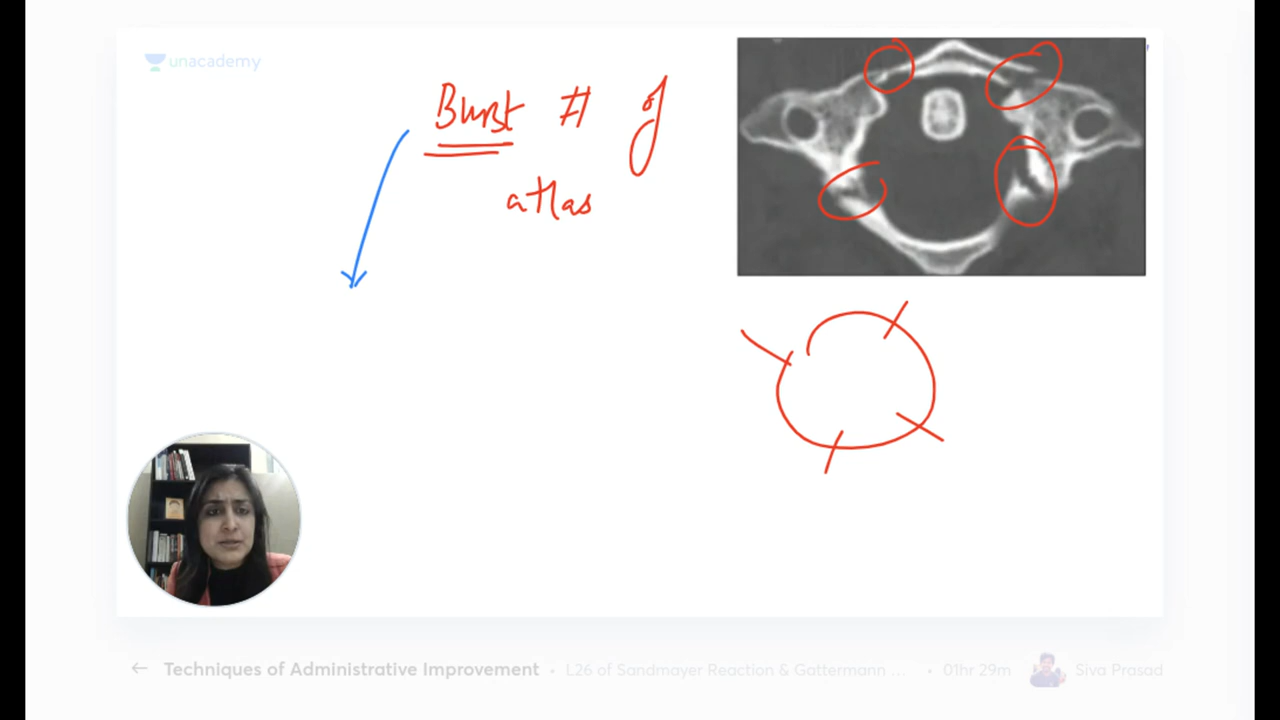 unacademy
Burst # of
atlas
Techniques of Administrative Improvement • L26 of Sandmayer Reaction & Gattermann ... • 01hr 29m Siva Prasad